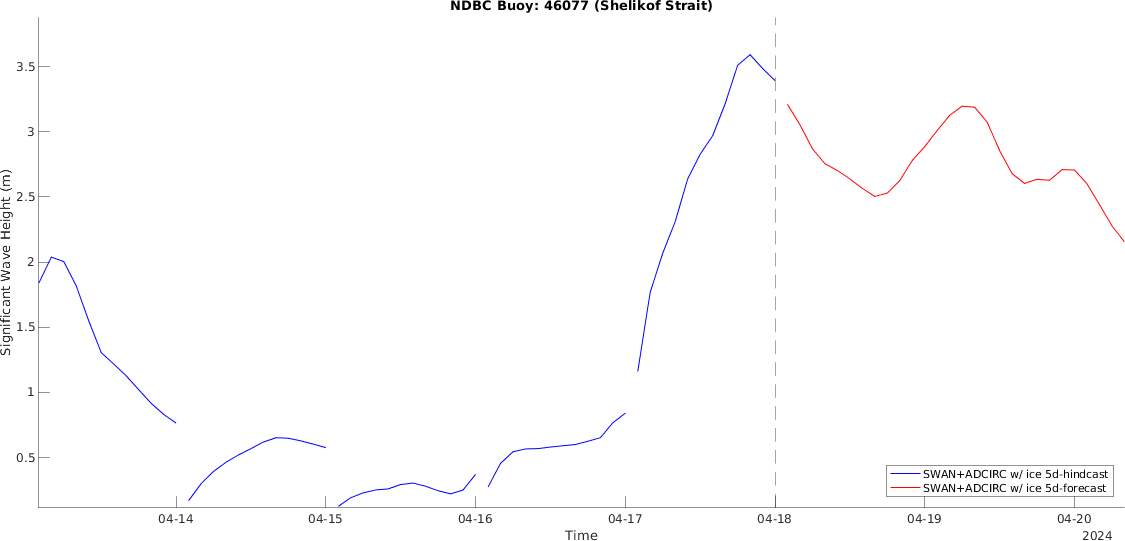 NDBC Buoy: 46077 (Shelikof Strait)
3.5
3
2.5
2
1.5
1
0.5
Significant Wave Height (m)
SWAN+ADCIRC w/ ice 5d-hindcast
SWAN+ADCIRC w/ ice 5d-forecast
04-14 04-15 04-16 04-17 04-18 04-19 04-20
Time
2024